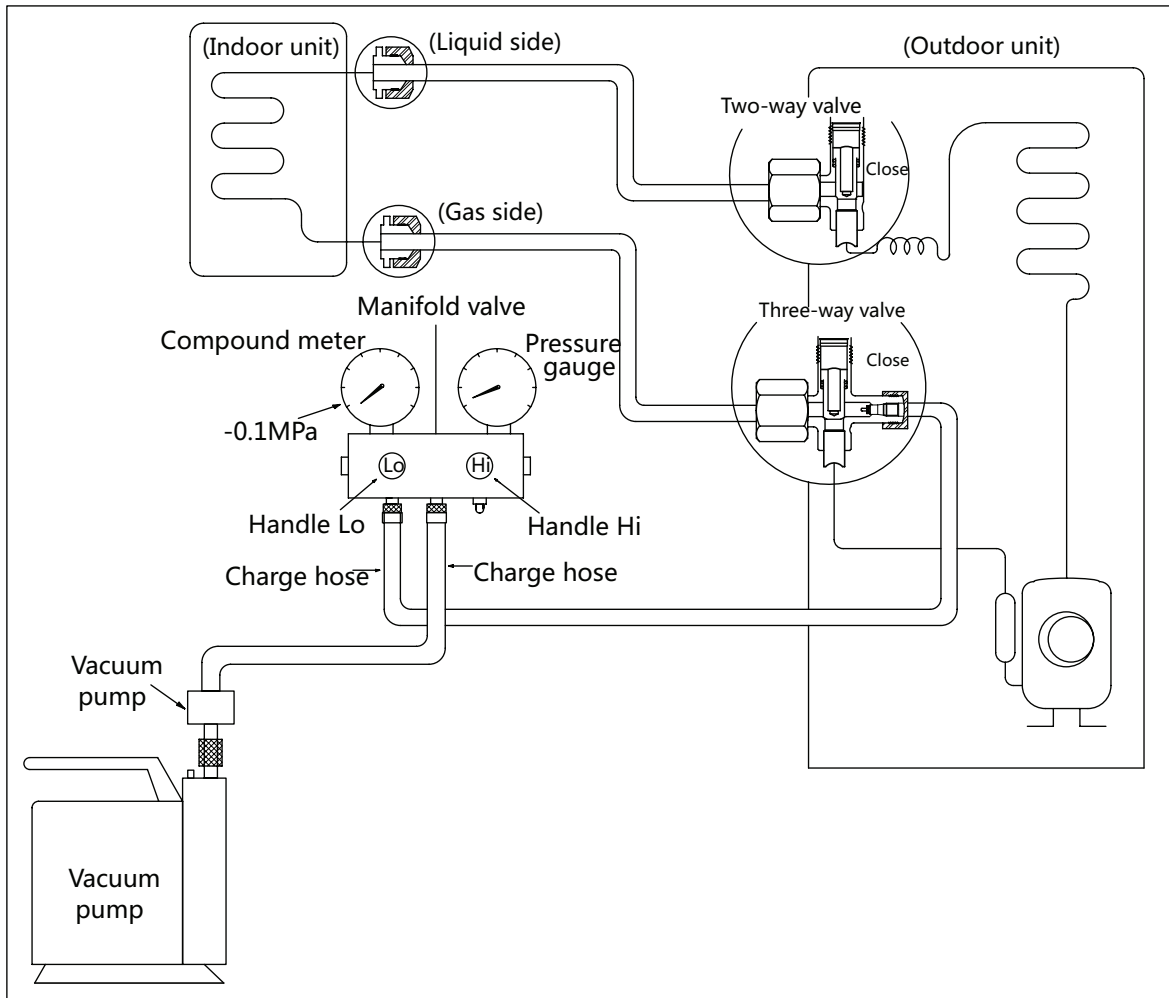 (Indoor unit)
(Liquid side)
(Outdoor unit)
Two-way valve
Close
(Gas side)
Manifold valve
Three-way valve
Compound meter
Pressure
gauge
Close
-0.1MPa
Lo
Hi
Handle Lo
Handle Hi
Charge hose
Charge hose
Vacuum
pump
Vacuum
pump